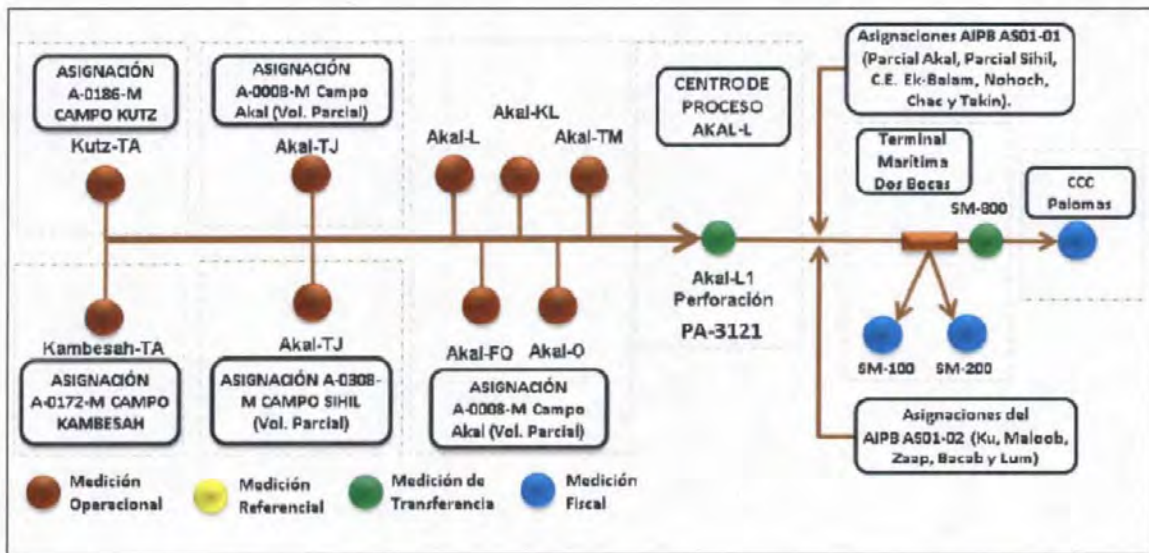 ASIGNACIÓN
A-0186-M
CAMPO KUTZ
Kutz-TA
ASIGNACIÓN
A-0008-M Campo
Akal (Vol. Parcial)
Akal-TJ
Akal-L
Akal-KL
Akal-TM
CENTRO DE
PROCESO
AKAL-L
Asignaciones AIPB AS01-01
(Parcial Akal, Parcial Sihil,
C.E. Ek-Balam, Nohoch,
Chac y Takin).
Terminal
Marítima
Dos Bocas
SM-800
CCC
Palomas
Akal-L1
Perforación
PA-3121
Kambesah-TA
ASIGNACIÓN
A-0172-M CAMPO
KAMBESAH
Akal-TJ
ASIGNACIÓN A-0308-
M CAMPO SIHIL
(Vol. Parcial)
Akal-FO
Akal-O
ASIGNACIÓN
A-0008-M Campo
Akal (Vol. Parcial)
SM-100
SM-200
Asignaciones del
AIPB AS01-02 (Ku, Maloob,
Zaap, Bacab y Lum)
Medición
Operacional
Medición
Referencial
Medición de
Transferencia
Medición
Fiscal